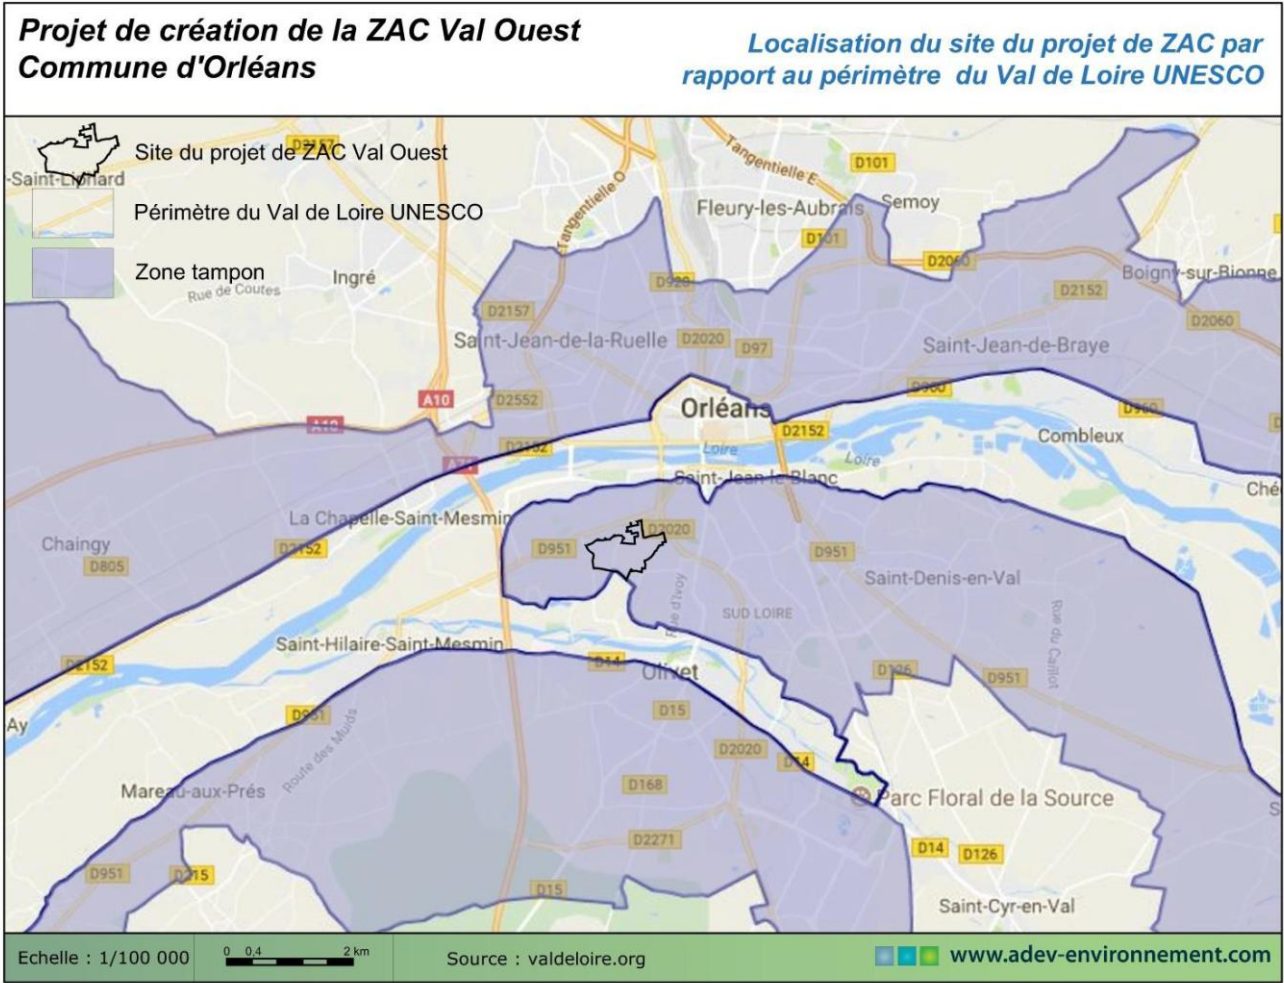 Projet de création de la ZAC Val Ouest
Commune d'Orléans
Localisation du site du projet de ZAC par
rapport au périmètre du Val de Loire UNESCO
Site du projet de ZAC Val Ouest
Périmètre du Val de Loire UNESCO
Zone tampon
D2157
-Saint-Lienard
Tangentielle O
Tangentielle E
D101
Fleury-les-Aubrais
Semoy
D101
D2060
Ingré
Rue de Coutes
D920
Boigny-sur-Bionne
D2152
D2157
D2060
Saint-Jean-de-la-Ruelle
D2020
D97
Saint-Jean-de-Braye
D960
A10
D2552
Orléans
D960
A10
D2152
D2152
Combleux
Loire
Loire
A71
Saint-Jean-le-Blanc
Ché
La Chapelle-Saint-Mesmin
D2020
Chaingy
D2152
D951
D951
D805
Saint-Denis-en-Val
Rue d'Ivoy
SUD LOIRE
Rue du Carillot
Saint-Hilaire-Saint-Mesmin
D2152
D14
Olivet
D126
D951
Ay
D951
D15
Route des Muids
D2020
D14
Mareau-aux-Prés
D168
Parc Floral de la Source
S
D2271
D14
D126
D951
D215
D15
Saint-Cyr-en-Val
Echelle : 1/100 000
0 0,4 2 km
Source : valdeloire.org
www.adev-environnement.com